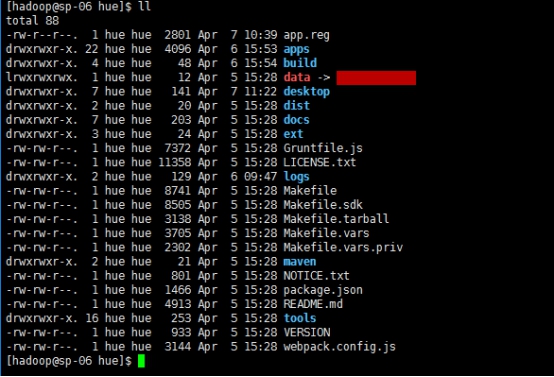 [hadoop@sp-06 hue]$ ll
total 88
-rw-r--r--.  1 hue hue  2801 Apr  7 10:39 app.reg
drwxrwxr-x. 22 hue hue  4096 Apr  6 15:53 apps
drwxrwxr-x.  4 hue hue    48 Apr  6 15:54 build
lrwxrwxrwx.  1 hue hue    12 Apr  5 15:28 data ->
drwxrwxr-x.  7 hue hue   141 Apr  7 11:22 desktop
drwxrwxr-x.  2 hue hue    20 Apr  5 15:28 dist
drwxrwxr-x.  7 hue hue   203 Apr  5 15:28 docs
drwxrwxr-x.  3 hue hue    24 Apr  5 15:28 ext
-rw-rw-r--.  1 hue hue  7372 Apr  5 15:28 Gruntfile.js
-rw-rw-r--.  1 hue hue 11358 Apr  5 15:28 LICENSE.txt
drwxrwxr-x.  2 hue hue   129 Apr  6 09:47 logs
-rw-rw-r--.  1 hue hue  8741 Apr  5 15:28 Makefile
-rw-rw-r--.  1 hue hue  8505 Apr  5 15:28 Makefile.sdk
-rw-rw-r--.  1 hue hue  3138 Apr  5 15:28 Makefile.tarball
-rw-rw-r--.  1 hue hue  3705 Apr  5 15:28 Makefile.vars
-rw-rw-r--.  1 hue hue  2302 Apr  5 15:28 Makefile.vars.priv
drwxrwxr-x.  2 hue hue    21 Apr  5 15:28 maven
-rw-rw-r--.  1 hue hue   801 Apr  5 15:28 NOTICE.txt
-rw-rw-r--.  1 hue hue  1466 Apr  5 15:28 package.json
-rw-rw-r--.  1 hue hue  4913 Apr  5 15:28 README.md
drwxrwxr-x. 16 hue hue   253 Apr  5 15:28 tools
-rw-rw-r--.  1 hue hue   933 Apr  5 15:28 VERSION
-rw-rw-r--.  1 hue hue  3144 Apr  5 15:28 webpack.config.js
[hadoop@sp-06 hue]$